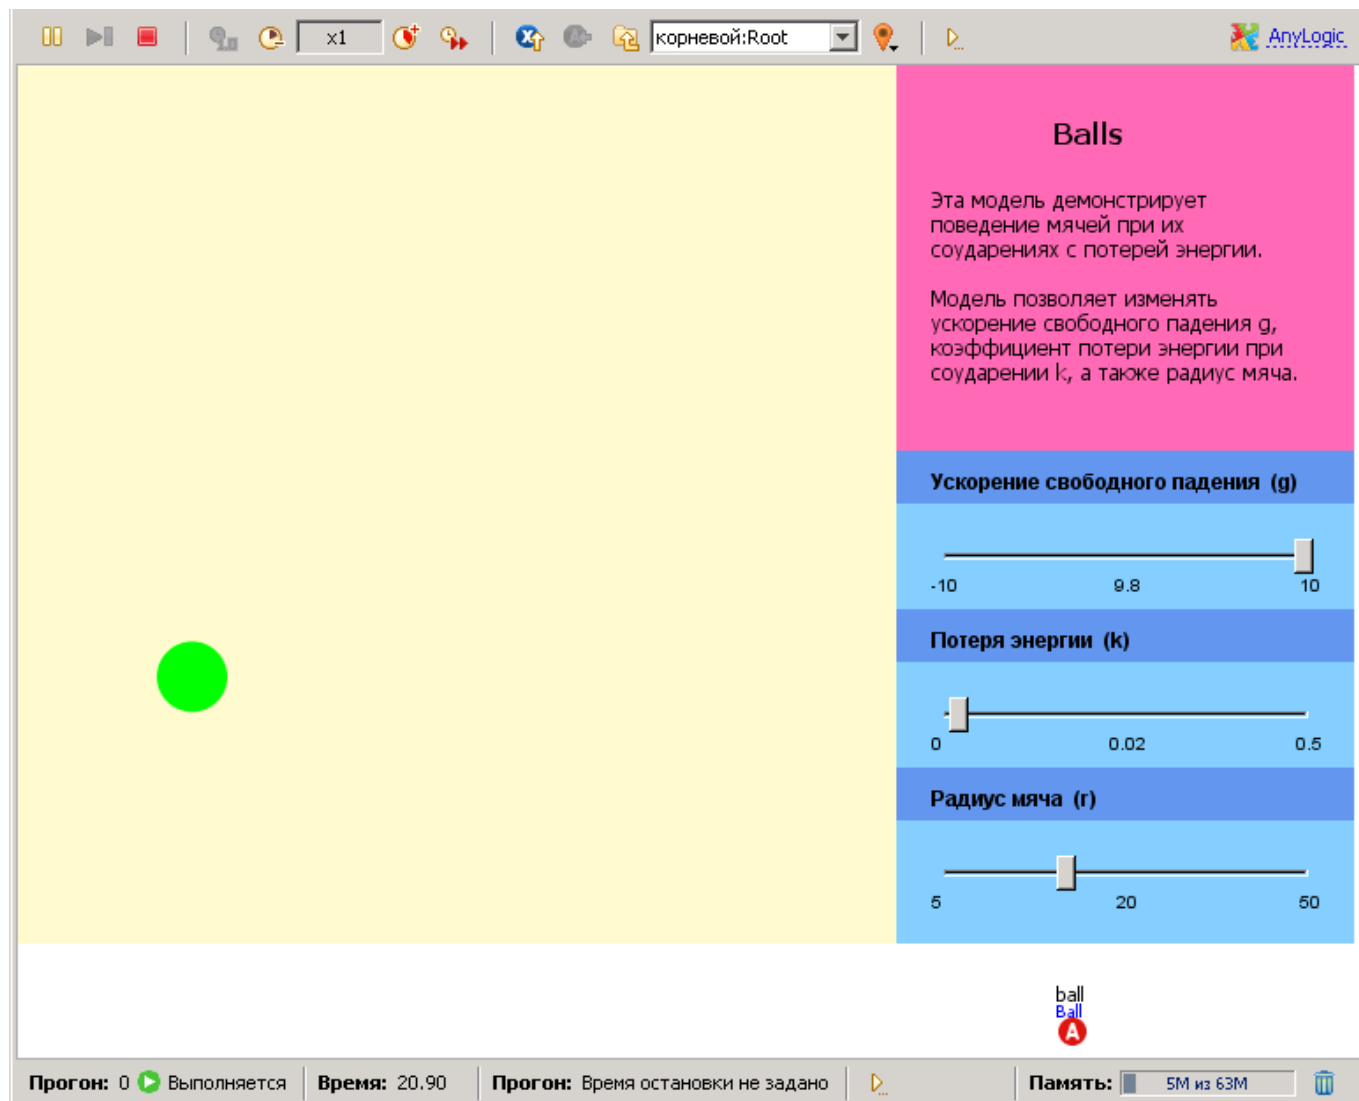 x1 корневой:Root AnyLogic
Balls
Эта модель демонстрирует
поведение мячей при их
соударениях с потерей энергии.
Модель позволяет изменять
ускорение свободного падения g,
коэффициент потери энергии при
соударении k, а также радиус мяча.
Ускорение свободного падения (g)
-10 9.8 10
Потеря энергии (k)
0 0.02 0.5
Радиус мяча (r)
5 20 50
ball
Ball
A
Прогон: 0 Выполняется Время: 20.90 Прогон: Время остановки не задано Память: 5M из 63M